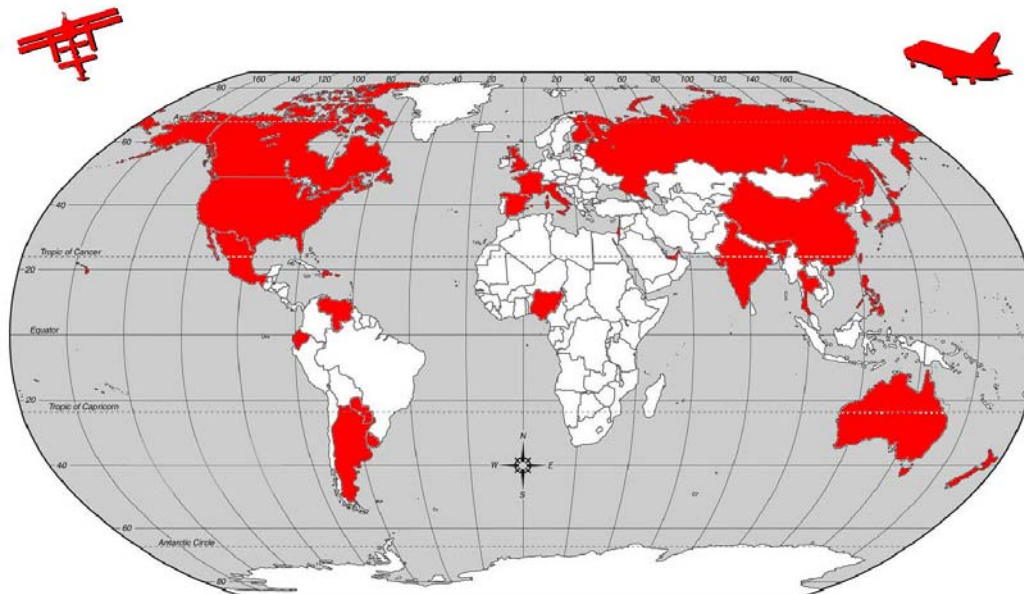 160 140 120 100 80 60 40 20 0 20 40 60 80 100 120 140 160
80
60
40
Tropic of Cancer
20
Equator
20
Tropic of Capricorn
N
W E
S
40
60
Antarctic Circle
80